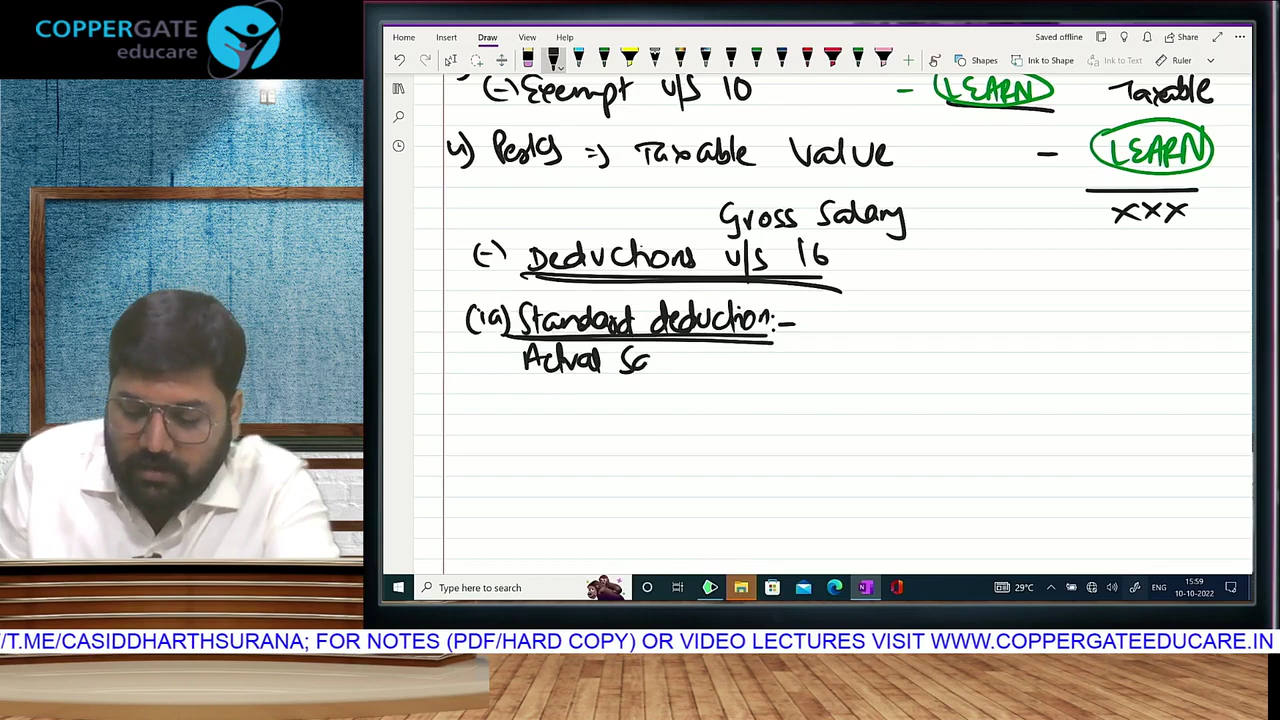 COPPERGATE
educare
Home Insert Draw View Help
Saved offline Share
Shapes Ink to Shape Ink to Text Ruler
(-) Exempt u/s 10 - LEARN Taxable
4) Perks => Taxable Value - LEARN
Gross Salary xxx
(-) Deductions u/s 16
(ia) Standard deduction:-
Actual Sa
Type here to search
29°C ENG 15:59
10-10-2022
/T.ME/CASIDDHARTHSURANA; FOR NOTES (PDF/HARD COPY) OR VIDEO LECTURES VISIT WWW.COPPERGATEEDUCARE.IN